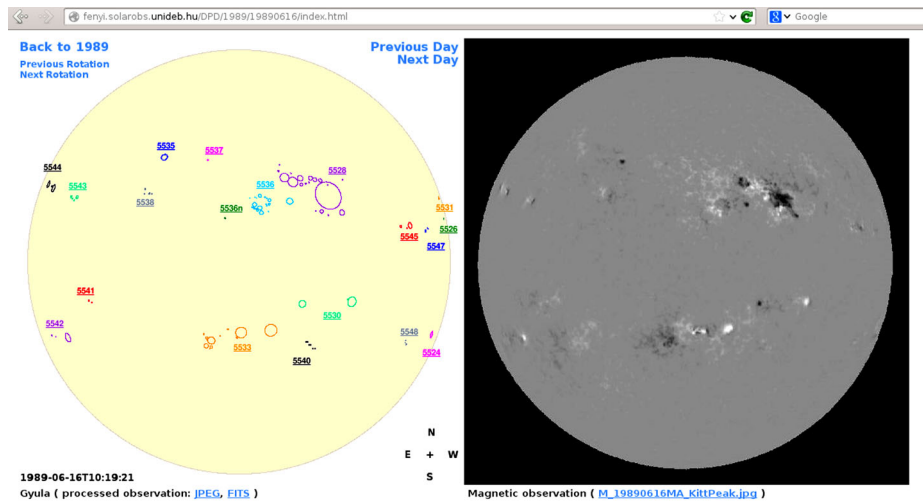 fenyi.solarobs.unideb.hu/DPD/1989/19890616/index.html
Google
Back to 1989
Previous Rotation
Next Rotation
Previous Day
Next Day
5535
5537
5544
5543
5538
5536
5528
5536n
5531
5526
5545
5547
5541
5542
5530
5533
5540
5548
5524
N
E + W
S
1989-06-16T10:19:21
Gyula ( processed observation: JPEG, FITS )
Magnetic observation ( M_19890616MA_KittPeak.jpg )